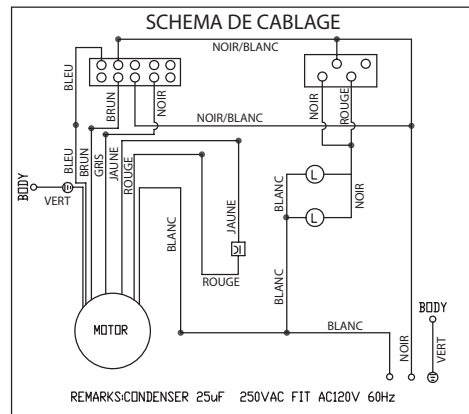 SCHEMA DE CABLAGE
NOIR/BLANC
BLEU
BRUN
NOIR
NOIR
ROUGE
NOIR/BLANC
BLEU
BRUN
GRIS
JAUNE
ROUGE
BODY
VERT
BLANC
JAUNE
BLANC
L
NOIR
L
ROUGE
BLANC
BODY
MOTOR
BLANC
NOIR
VERT
REMARKS:CONDENSER 25uF 250VAC FIT AC120V 60Hz